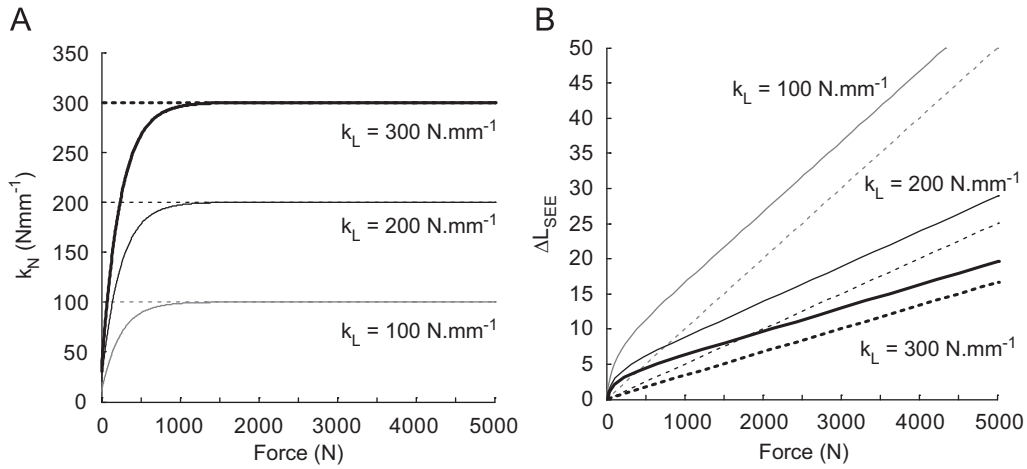 A
350
300
250
200
150
100
50
0
k_N (Nmm⁻¹)
k_L = 300 N.mm⁻¹
k_L = 200 N.mm⁻¹
k_L = 100 N.mm⁻¹
0 1000 2000 3000 4000 5000
Force (N)
B
50
45
40
35
30
25
20
15
10
5
0
ΔL_SEE
k_L = 100 N.mm⁻¹
k_L = 200 N.mm⁻¹
k_L = 300 N.mm⁻¹
0 1000 2000 3000 4000 5000
Force (N)